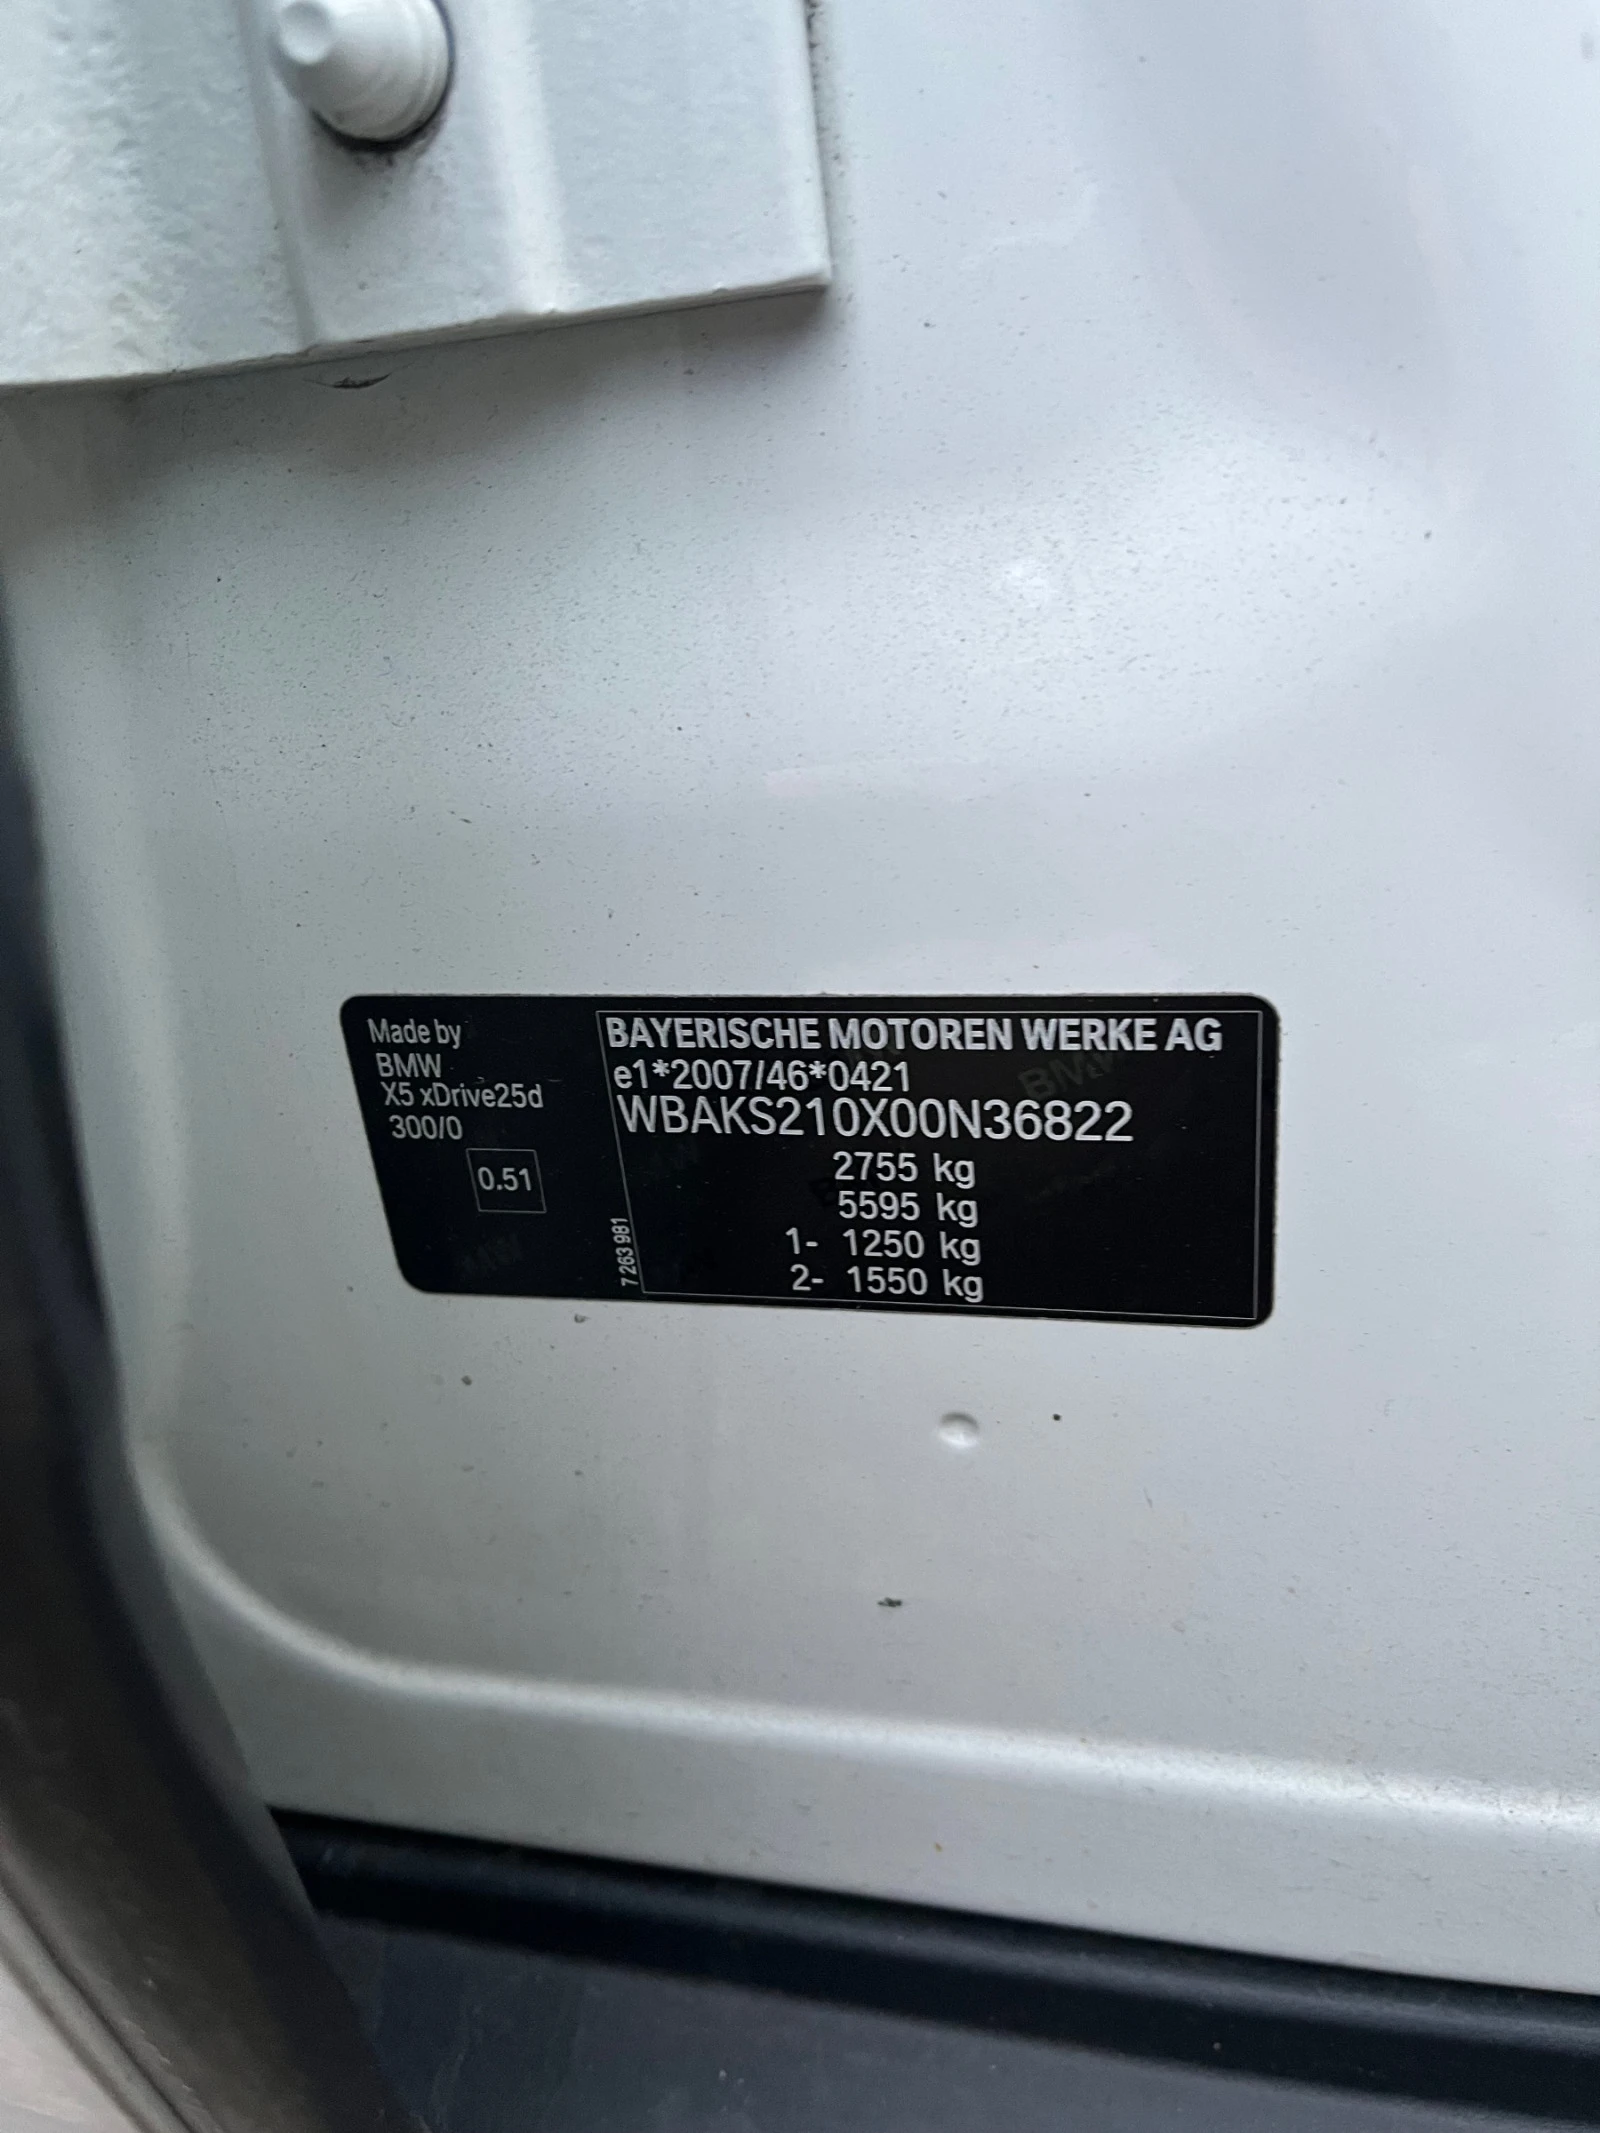 Made by
BMW
X5 xDrive25d
300/0
0.51
7 263 981
BAYERISCHE MOTOREN WERKE AG
e1*2007/46*0421
WBAKS210X00N36822
2755 kg
5595 kg
1- 1250 kg
2- 1550 kg
BMW